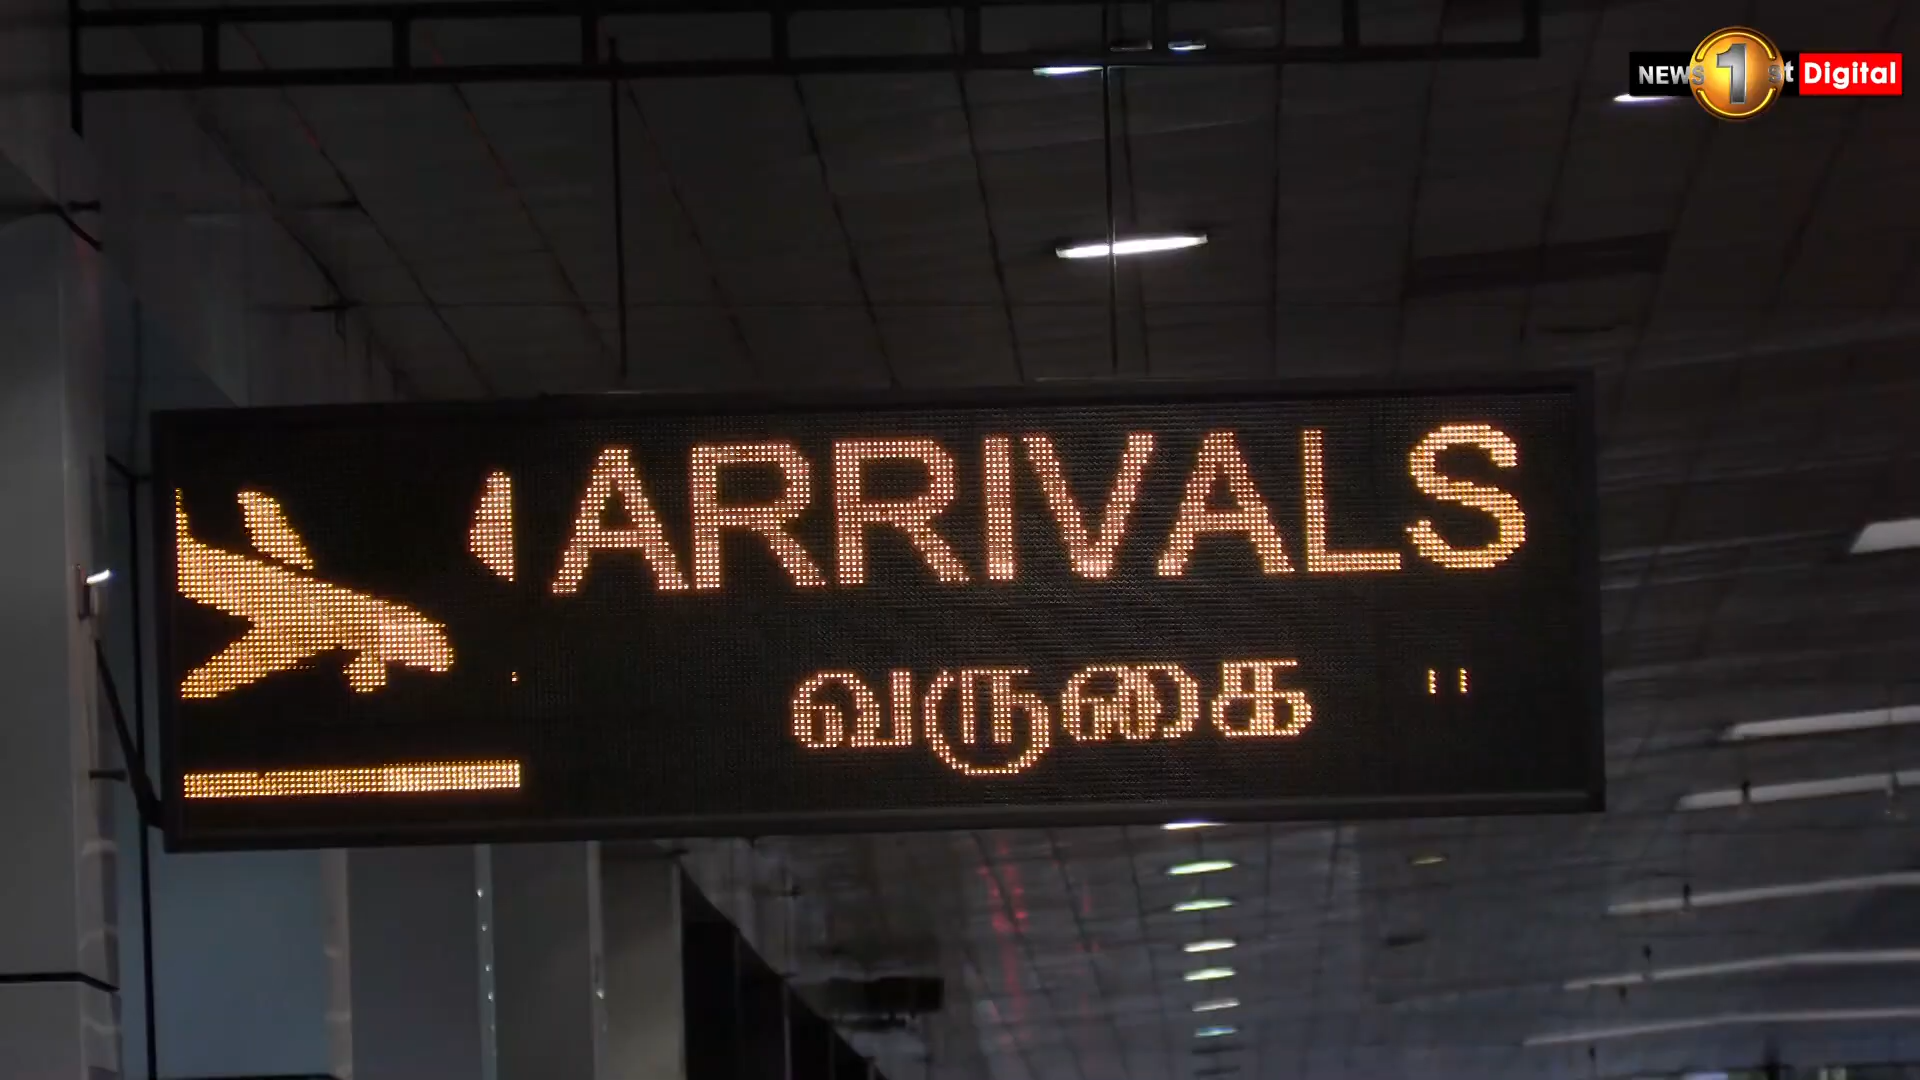 NEWS 1st Digital
ARRIVALS
வருகை